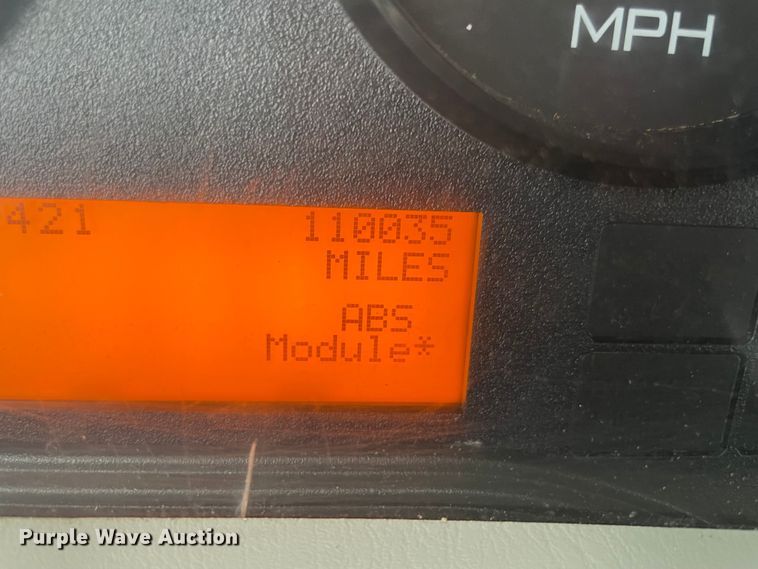 MPH
421 110035
MILES
ABS
Module*
Purple Wave Auction